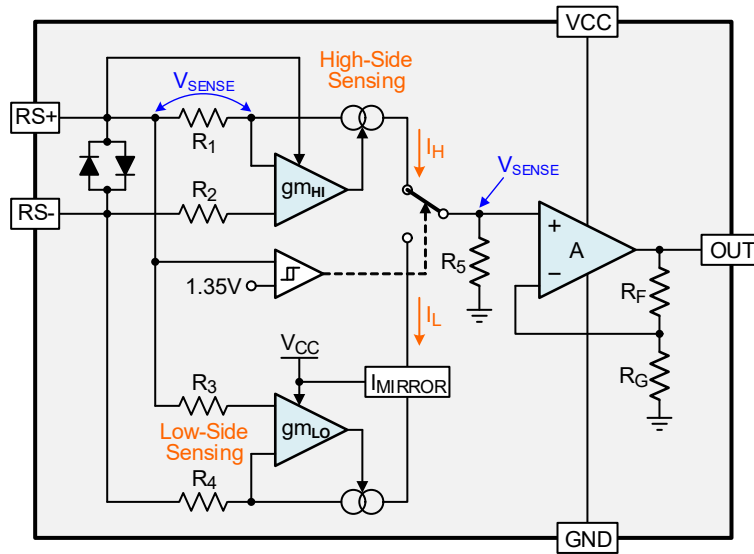 VCC
High-Side
Sensing
VSENSE
RS+
R1
IH
gmHI
VSENSE
RS-
R2
+
A
−
OUT
R5
RF
1.35V
IL
VCC
RG
IMIRROR
R3
gmLO
Low-Side
Sensing
R4
GND